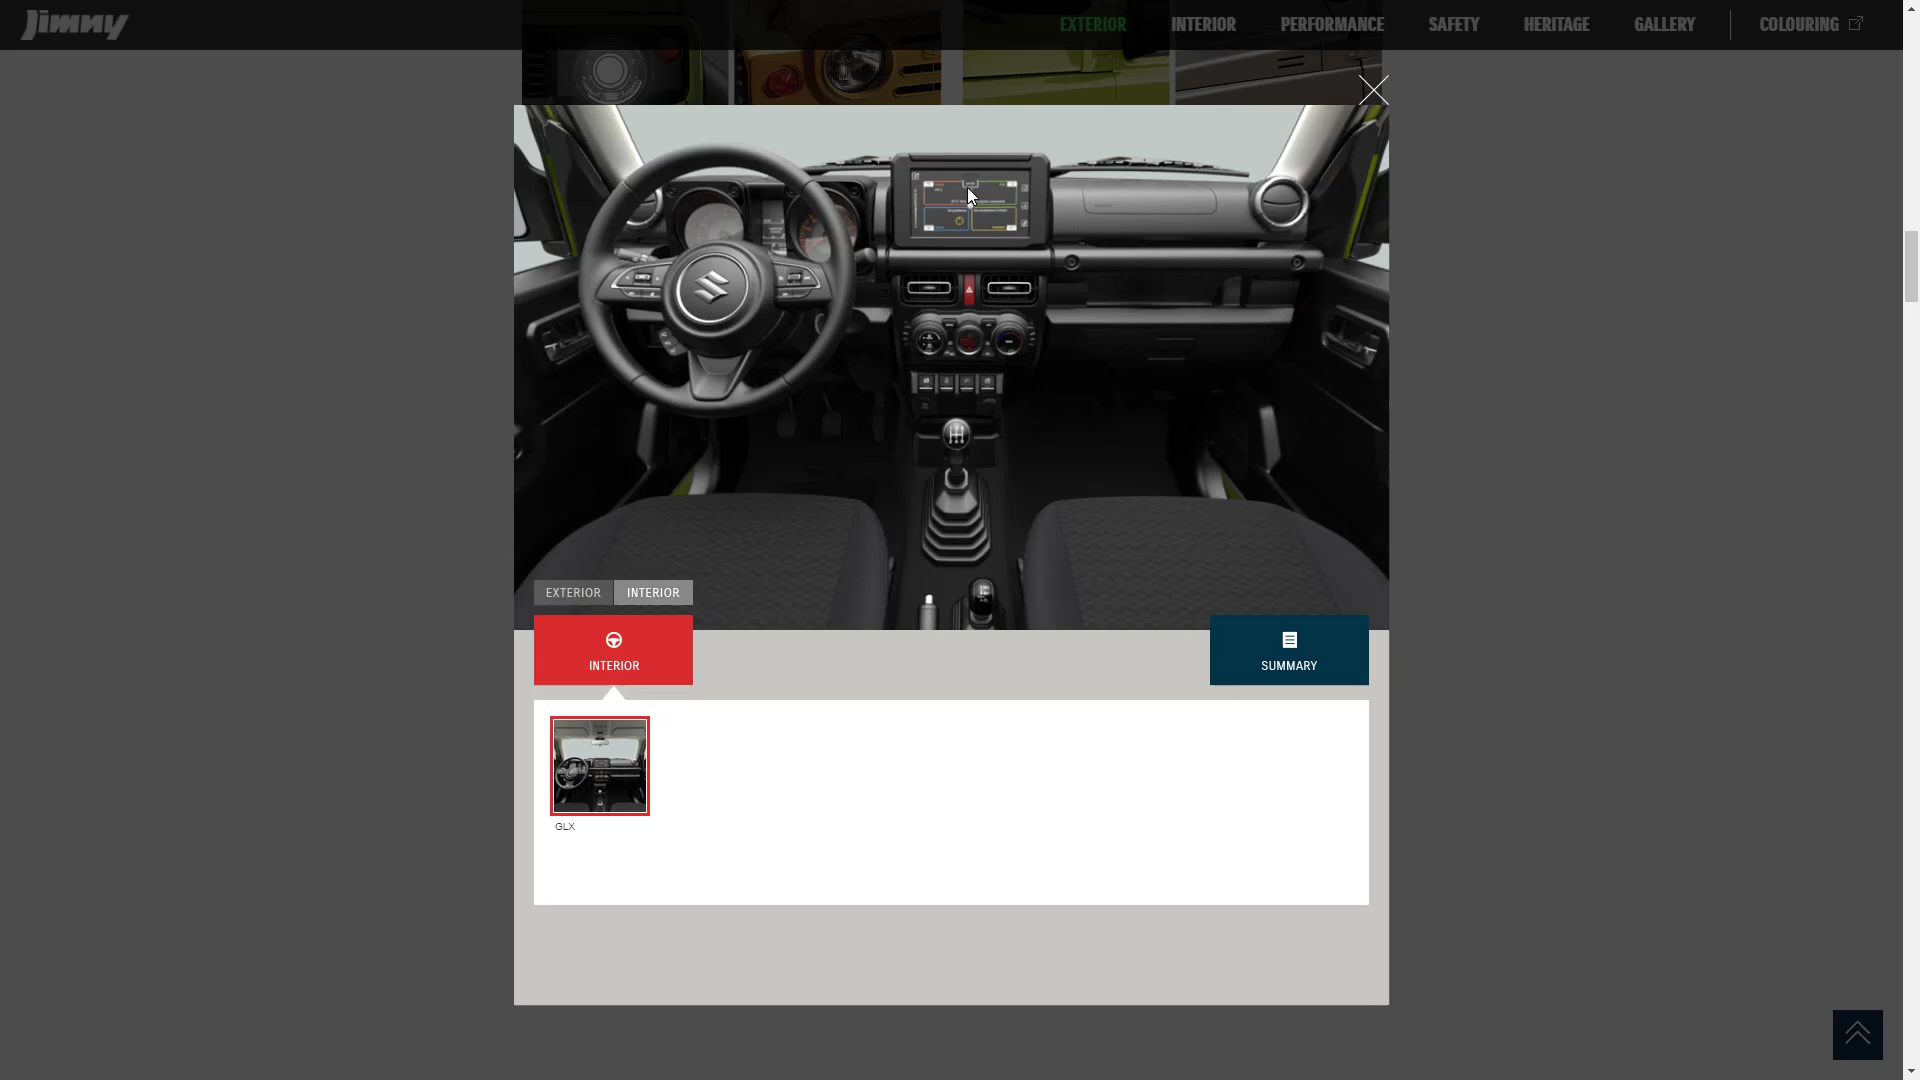 Jimny
EXTERIOR
INTERIOR
PERFORMANCE
SAFETY
HERITAGE
GALLERY
COLOURING
EXTERIOR
INTERIOR
INTERIOR
SUMMARY
GLX